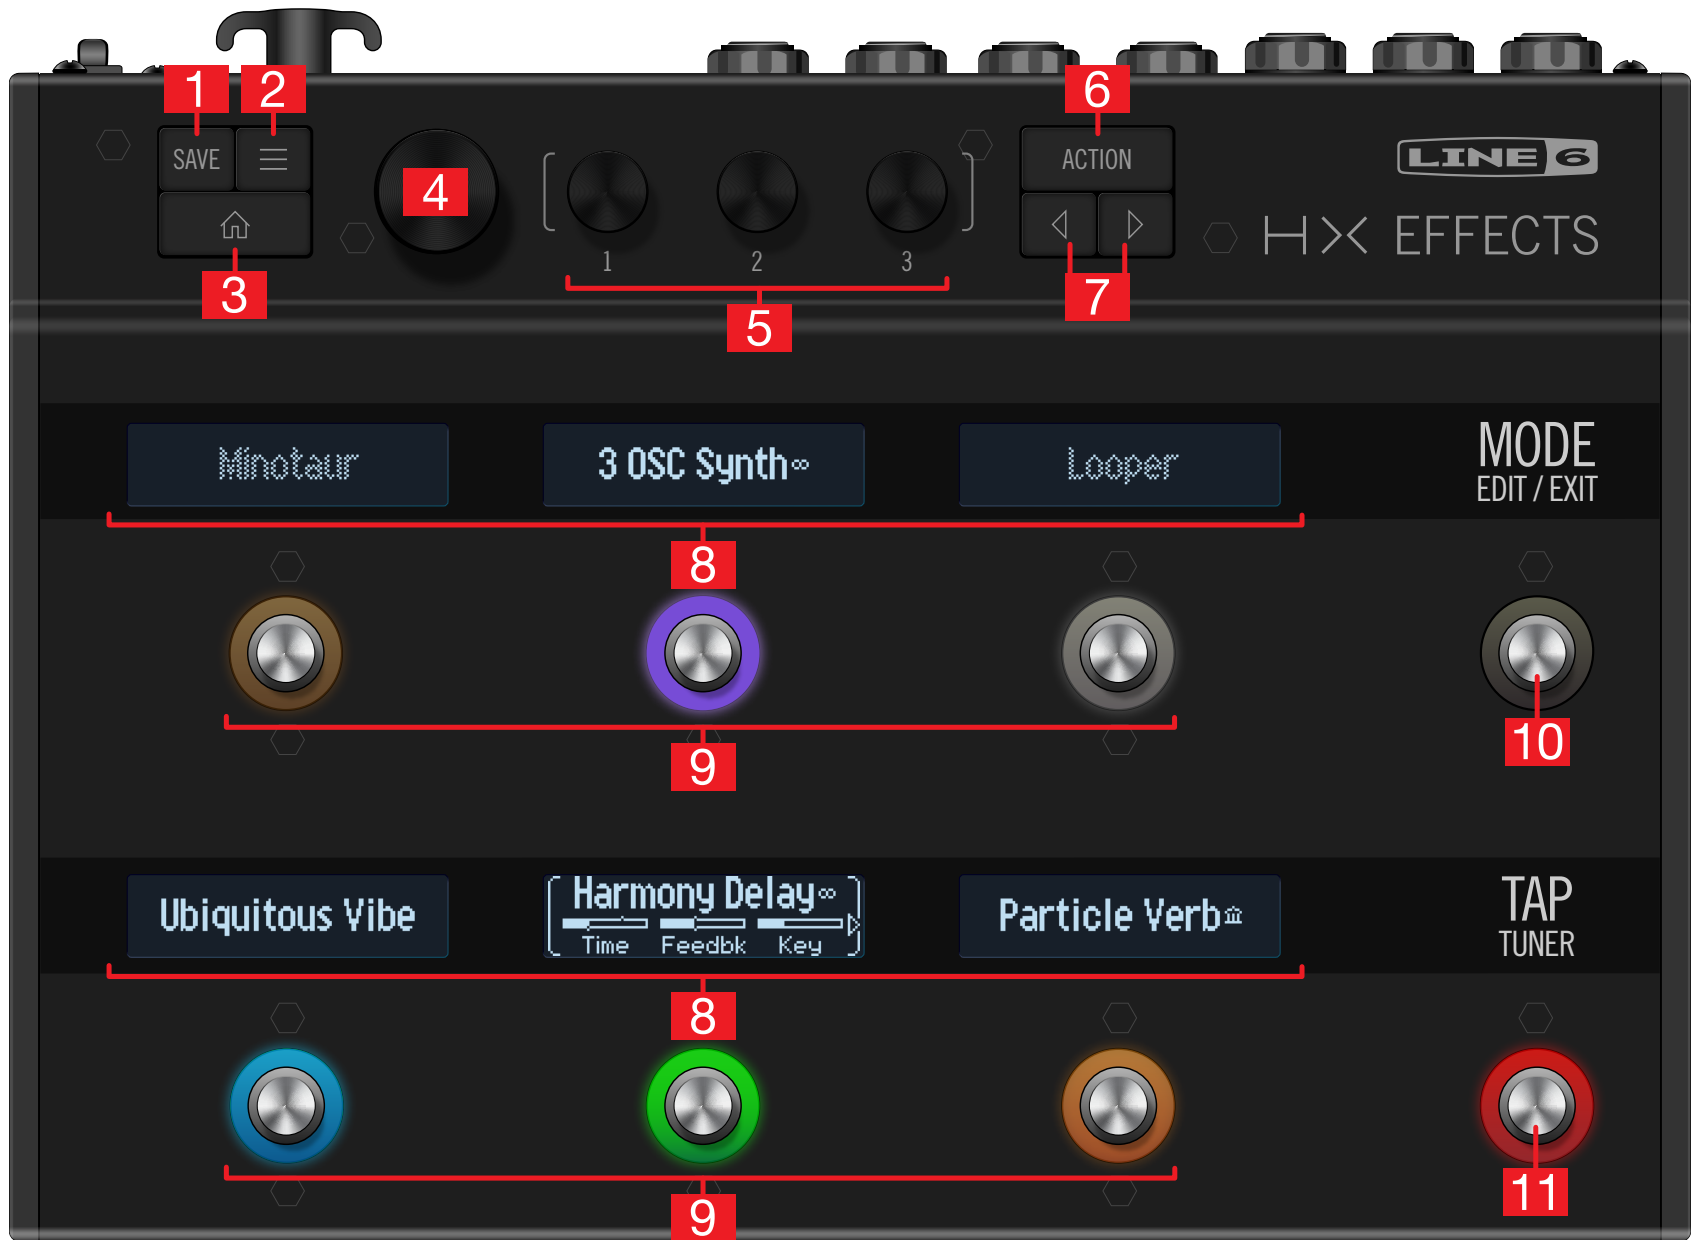 1 2 6
SAVE ACTION
LINE 6
4
HX EFFECTS
1 2 3
3 7
5
Minotaur 3 OSC Synth∞ Looper MODE
EDIT / EXIT
8
9 10
Ubiquitous Vibe Harmony Delay∞ Particle Verb TAP
Time Feedbk Key TUNER
8
11
9